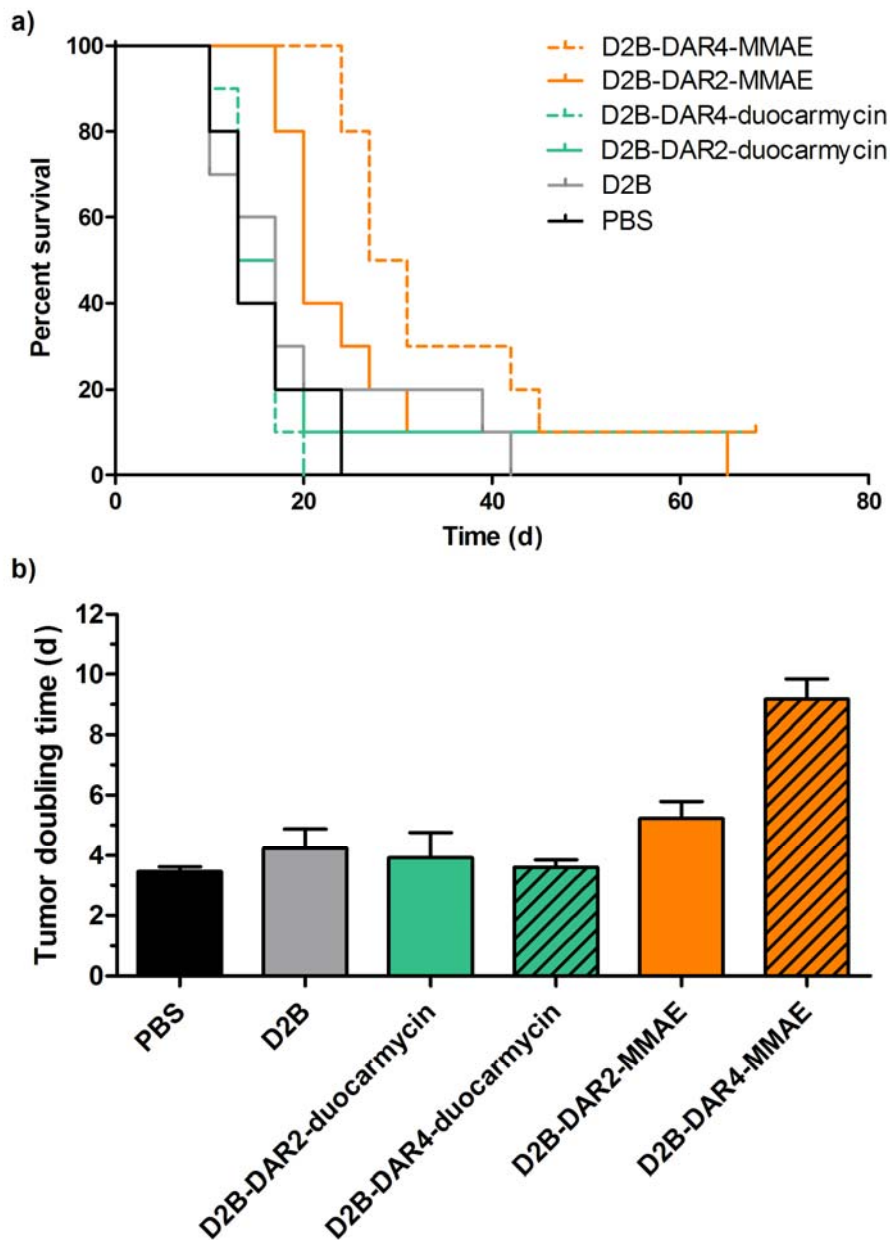 a)
100
80
60
40
20
0
Percent survival
0
20
40
60
80
Time (d)
D2B-DAR4-MMAE
D2B-DAR2-MMAE
D2B-DAR4-duocarmycin
D2B-DAR2-duocarmycin
D2B
PBS
b)
12
10
8
6
4
2
0
Tumor doubling time (d)
PBS
D2B
D2B-DAR2-duocarmycin
D2B-DAR4-duocarmycin
D2B-DAR2-MMAE
D2B-DAR4-MMAE